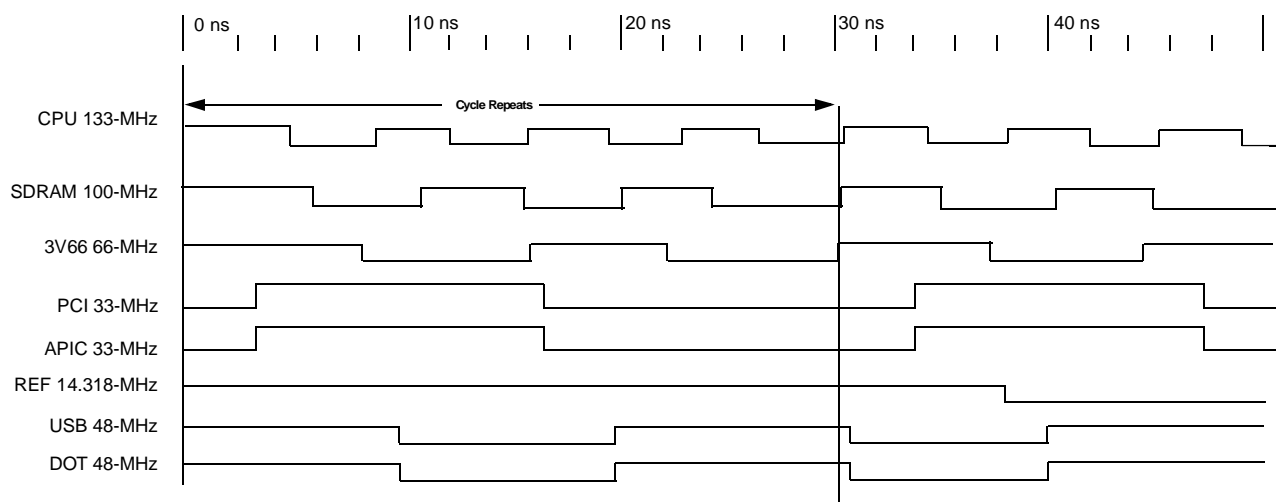 0 ns 10 ns 20 ns 30 ns 40 ns
Cycle Repeats
CPU 133-MHz
SDRAM 100-MHz
3V66 66-MHz
PCI 33-MHz
APIC 33-MHz
REF 14.318-MHz
USB 48-MHz
DOT 48-MHz